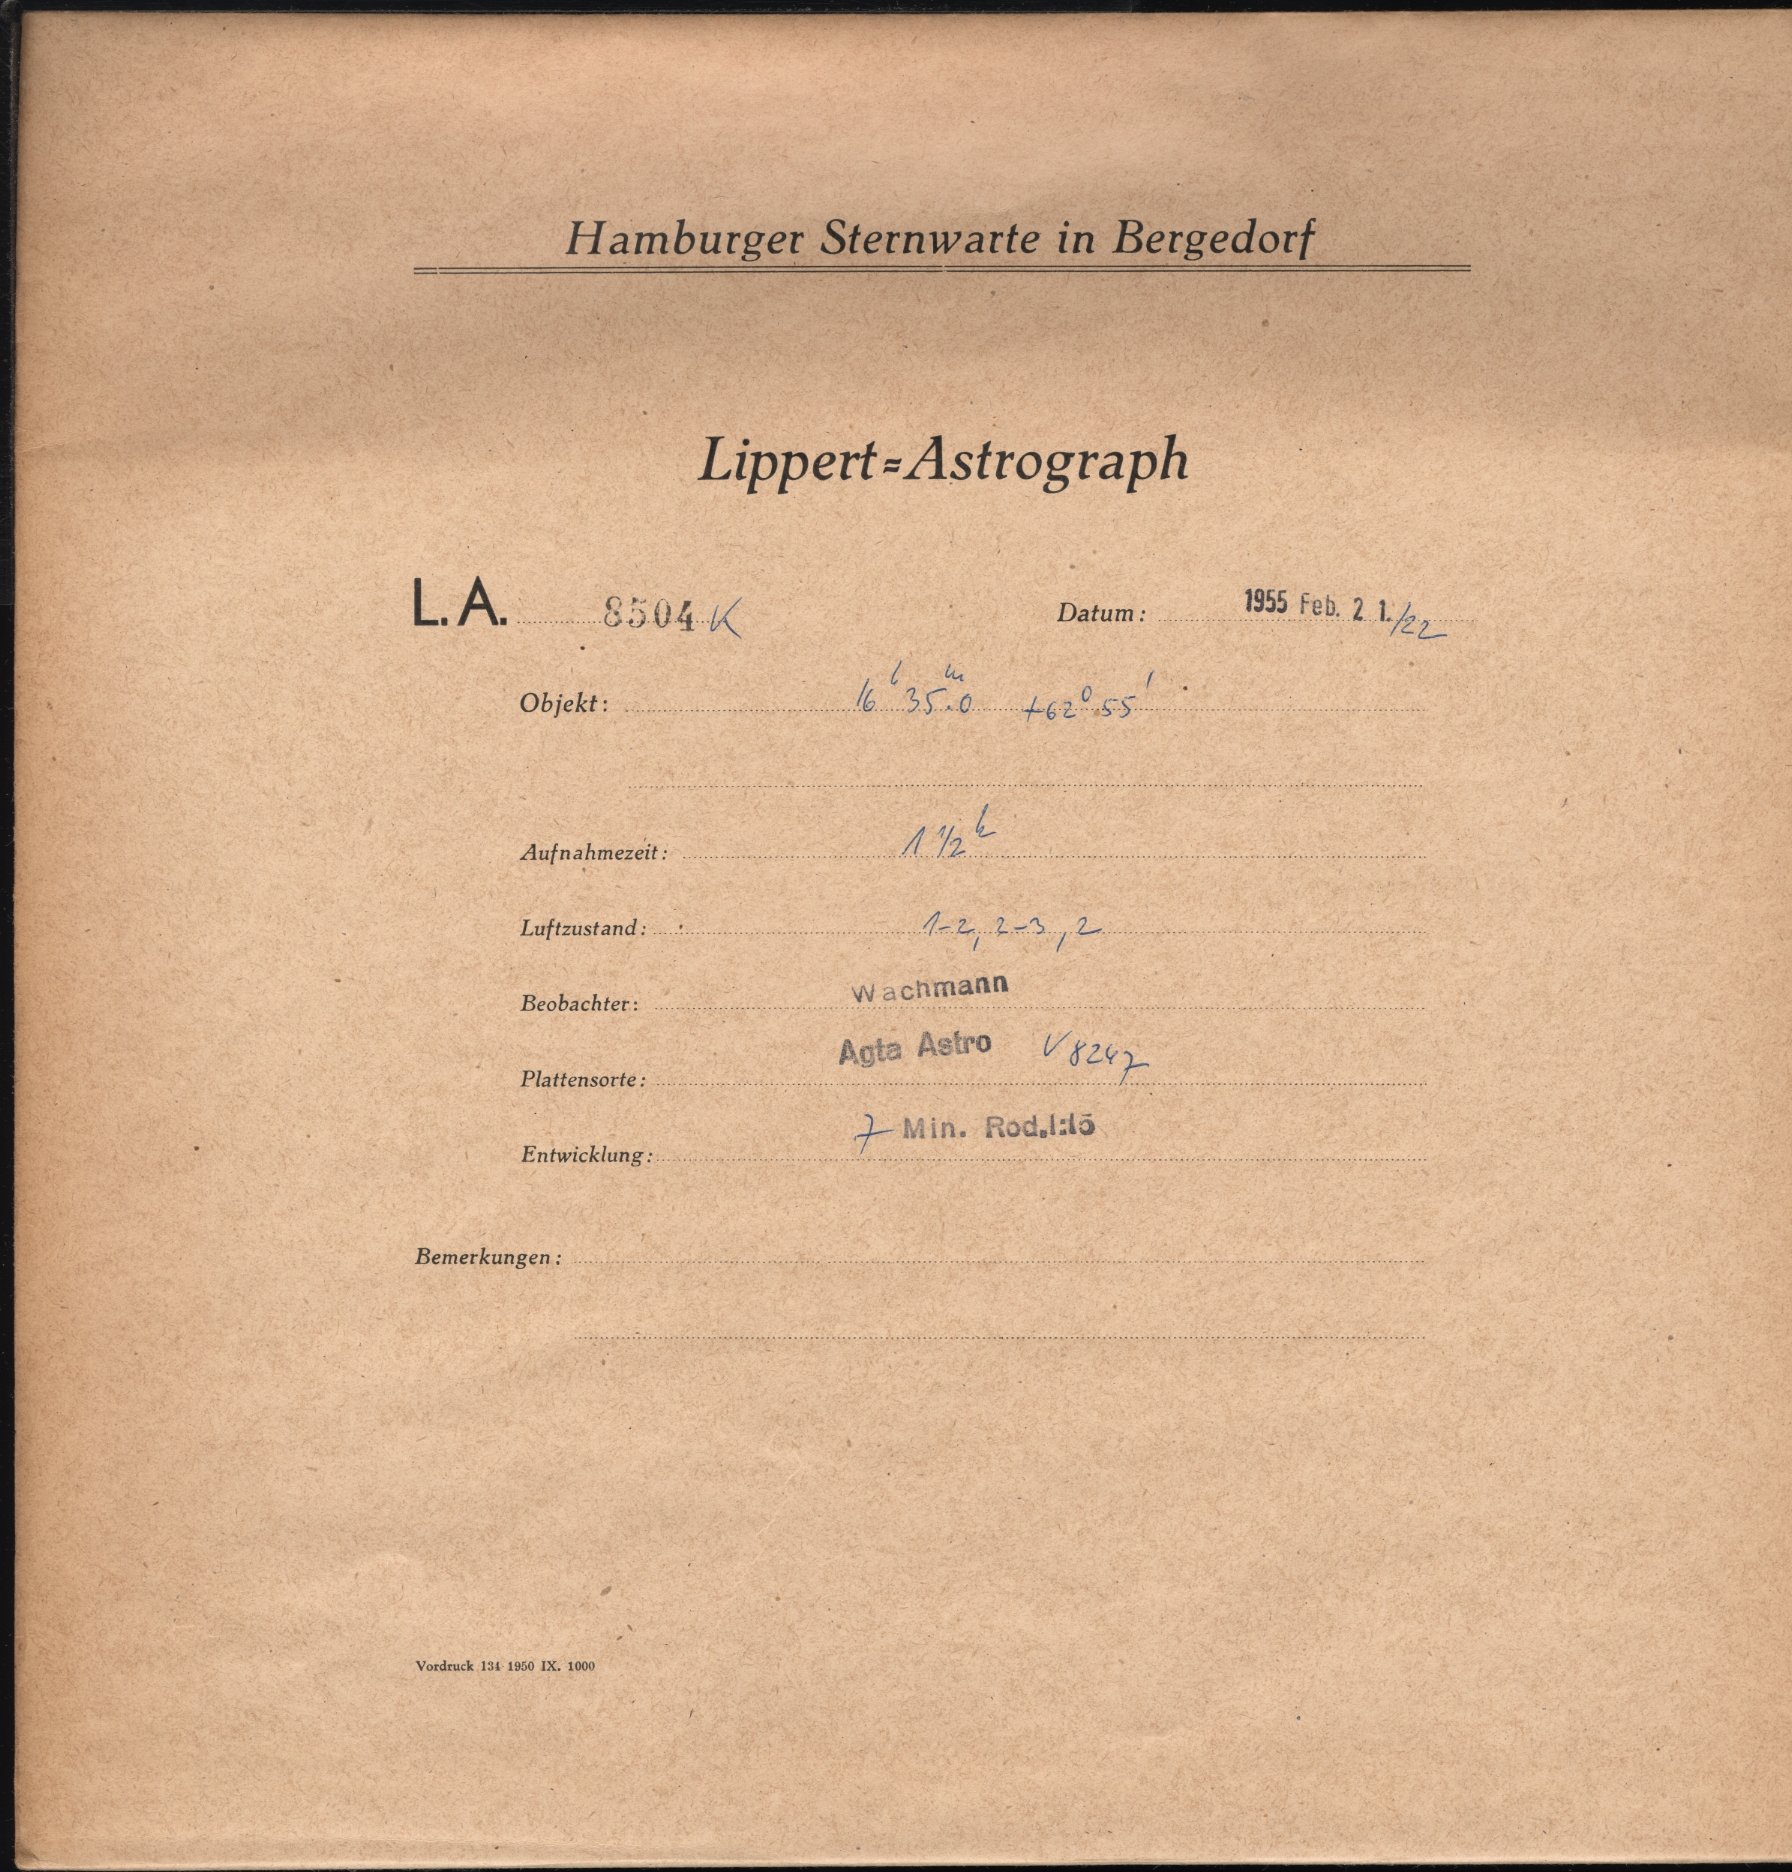 Hamburger Sternwarte in Bergedorf
Lippert=Astrograph
L. A. 8504 K Datum: 1955 Feb. 21./22
Objekt: 16h 35m.0 +62° 55'
Aufnahmezeit: 1 1/2 h
Luftzustand: 1-2, 2-3, 2
Beobachter: Wachmann
Plattensorte: Agfa Astro V 8247
Entwicklung: 7 Min. Rod.1:15
Bemerkungen:
Vordruck 134 1950 IX. 1000